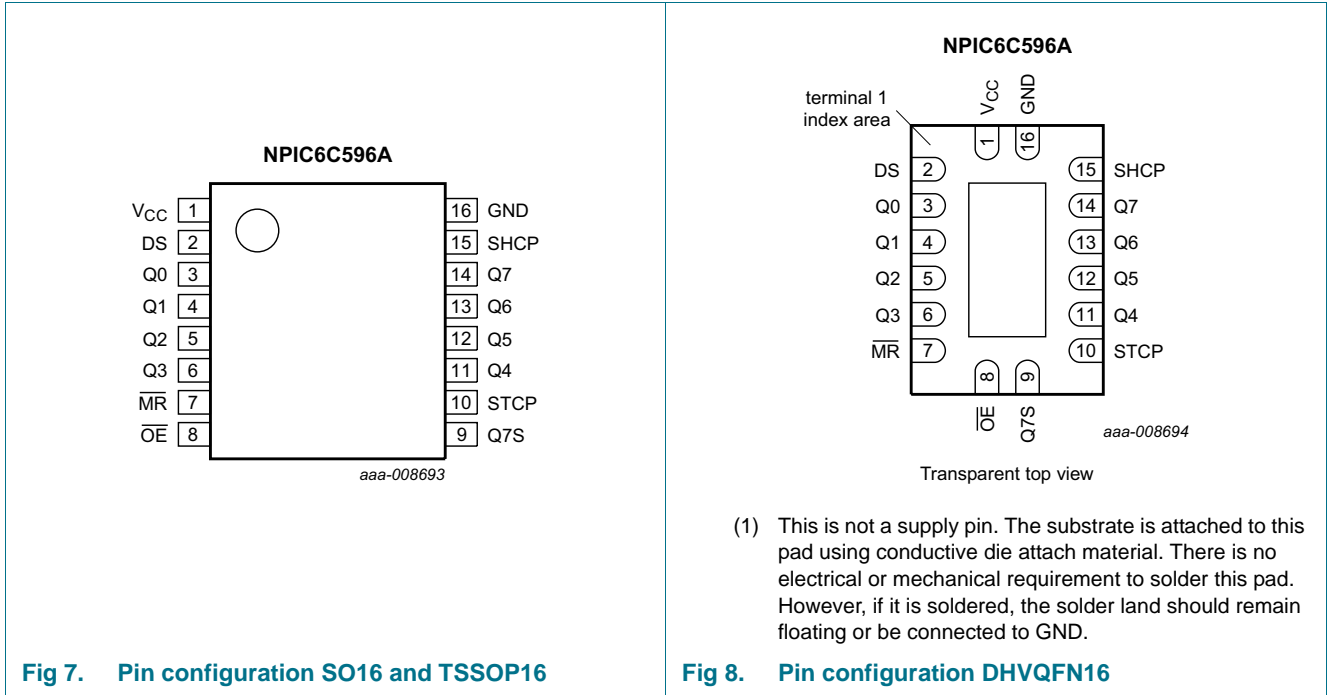 NPIC6C596A
VCC 1
DS 2
Q0 3
Q1 4
Q2 5
Q3 6
MR 7
OE 8
16 GND
15 SHCP
14 Q7
13 Q6
12 Q5
11 Q4
10 STCP
9 Q7S
aaa-008693
Fig 7. Pin configuration SO16 and TSSOP16
NPIC6C596A
terminal 1
index area
VCC
GND
1
16
DS 2
Q0 3
Q1 4
Q2 5
Q3 6
MR 7
15 SHCP
14 Q7
13 Q6
12 Q5
11 Q4
10 STCP
8
9
OE
Q7S
aaa-008694
Transparent top view
(1) This is not a supply pin. The substrate is attached to this
pad using conductive die attach material. There is no
electrical or mechanical requirement to solder this pad.
However, if it is soldered, the solder land should remain
floating or be connected to GND.
Fig 8. Pin configuration DHVQFN16